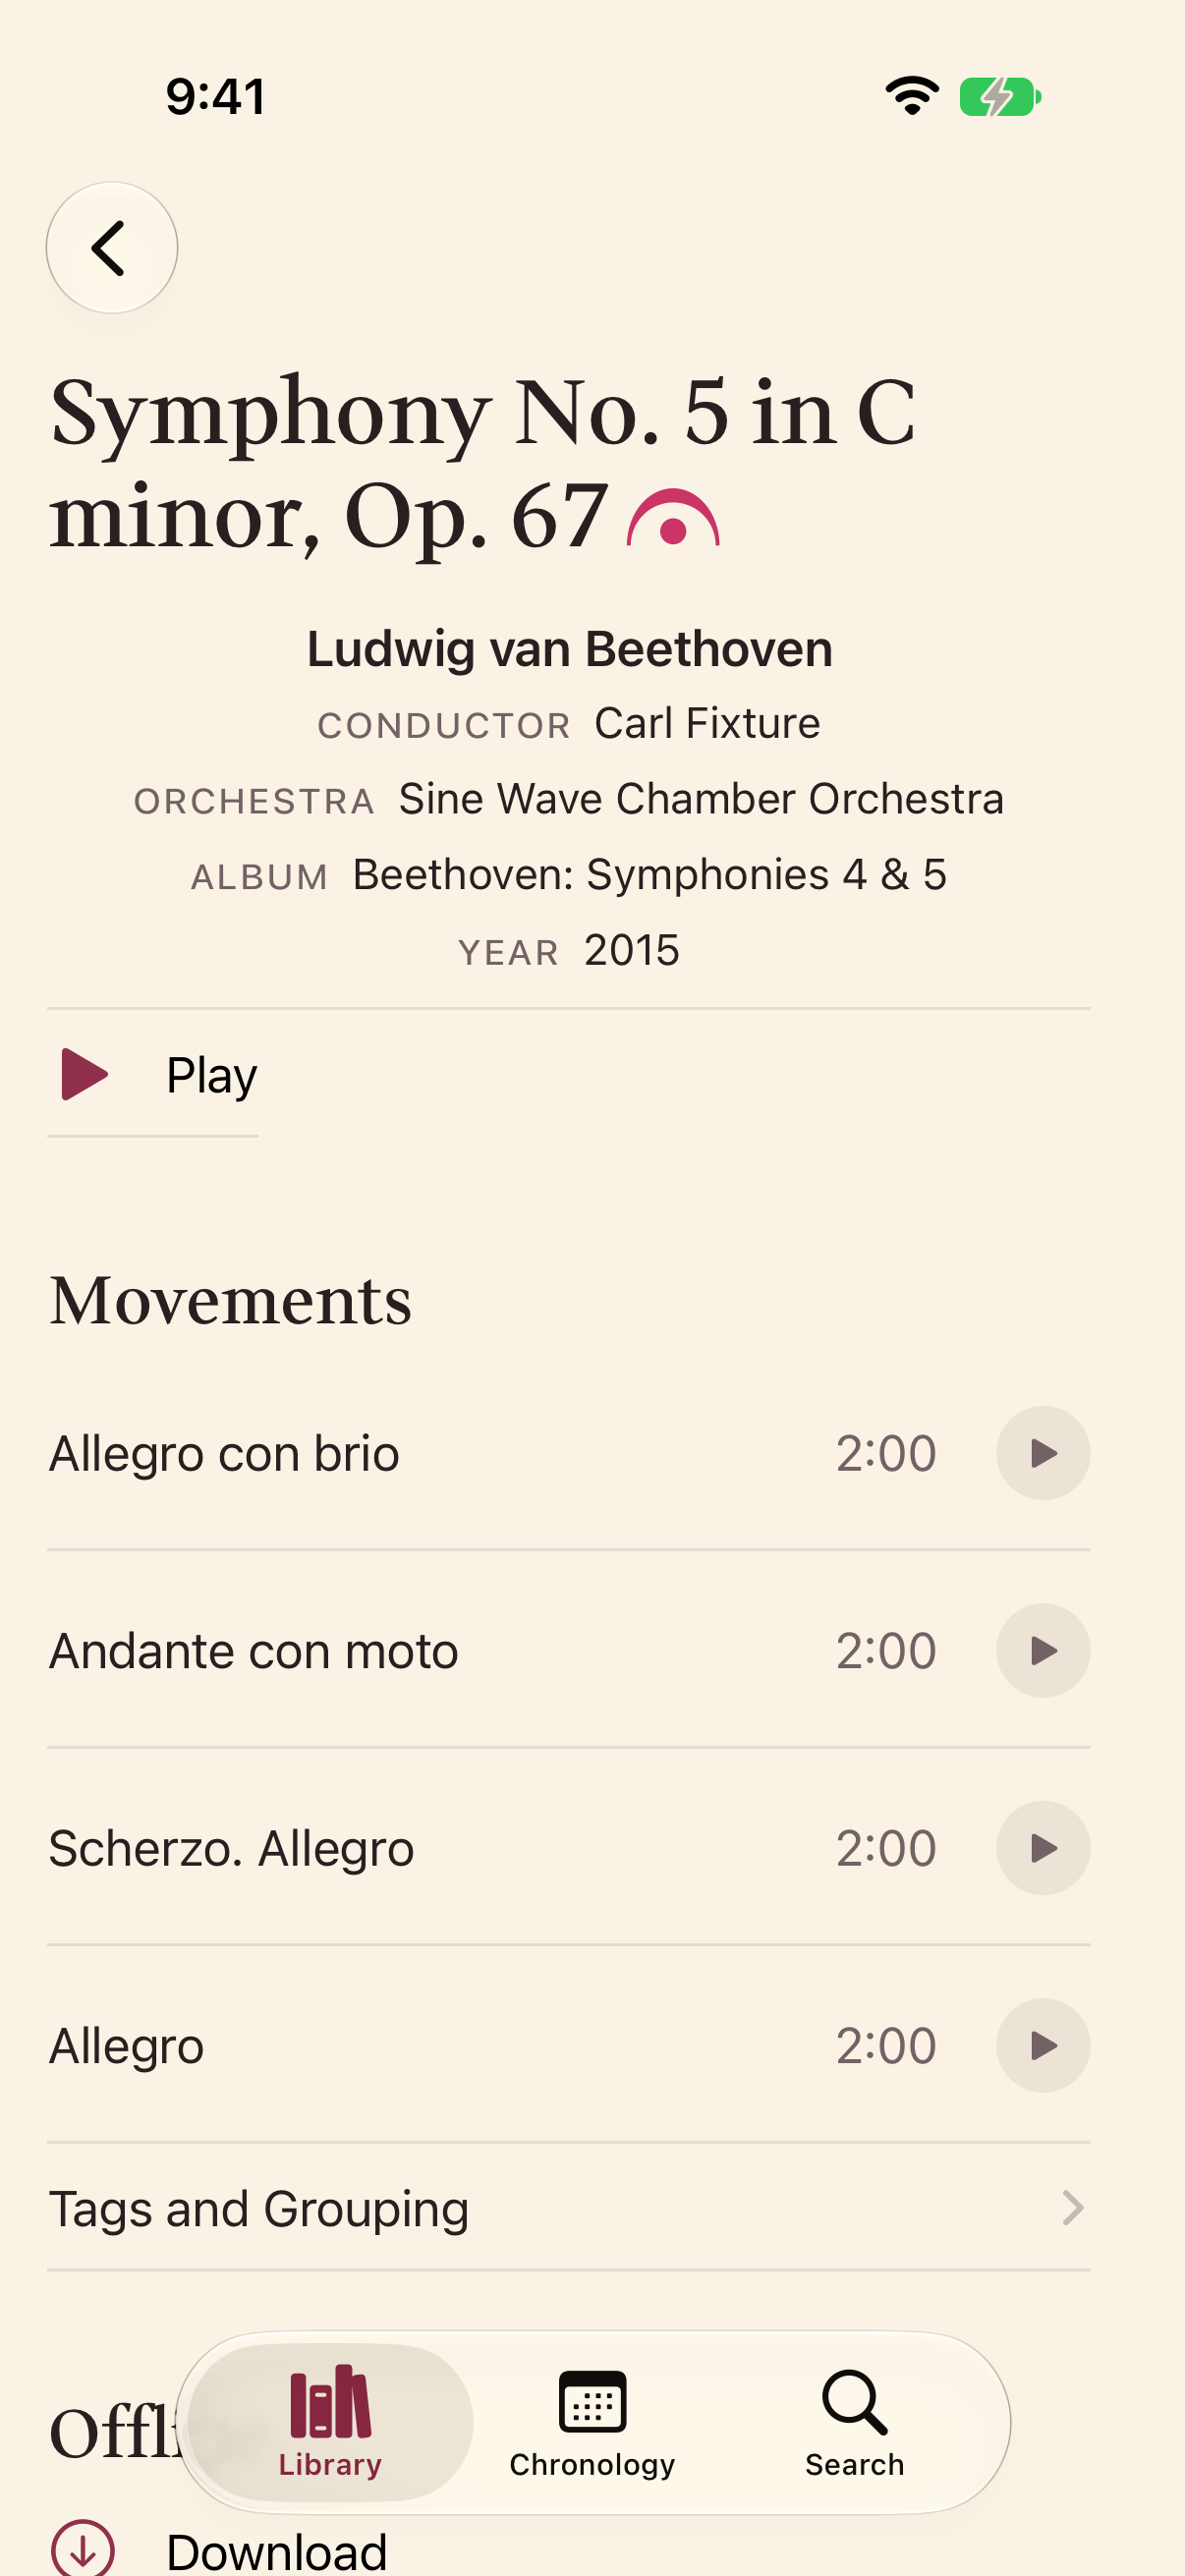 9:41
Symphony No. 5 in C
minor, Op. 67
Ludwig van Beethoven
CONDUCTOR Carl Fixture
ORCHESTRA Sine Wave Chamber Orchestra
ALBUM Beethoven: Symphonies 4 & 5
YEAR 2015
Play
Movements
Allegro con brio 2:00
Andante con moto 2:00
Scherzo. Allegro 2:00
Allegro 2:00
Tags and Grouping
Library Chronology Search
Download